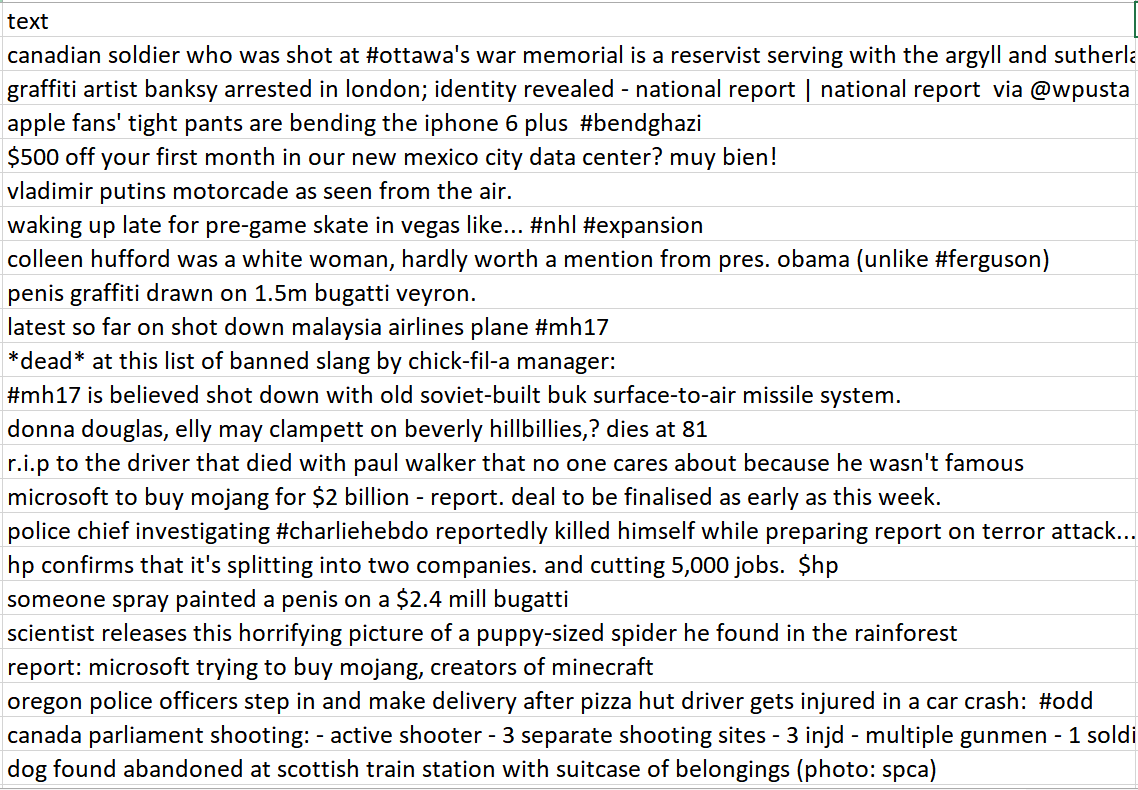 text
canadian soldier who was shot at #ottawa's war memorial is a reservist serving with the argyll and
graffiti artist banksy arrested in london; identity revealed - national report | national report  via @wpusta
apple fans' tight pants are bending the iphone 6 plus  #bendghazi
$500 off your first month in our new mexico city data center? muy bien!
vladimir putins motorcade as seen from the air.
waking up late for pre-game skate in vegas like... #nhl #expansion
colleen hufford was a white woman, hardly worth a mention from pres. obama (unlike #ferguson)
penis graffiti drawn on 1.5m bugatti veyron.
latest so far on shot down malaysia airlines plane #mh17
*dead* at this list of banned slang by chick-fil-a manager:
#mh17 is believed shot down with old soviet-built buk surface-to-air missile system.
donna douglas, elly may clampett on beverly hillbillies,? dies at 81
r.i.p to the driver that died with paul walker that no one cares about because he wasn't famous
microsoft to buy mojang for $2 billion - report. deal to be finalised as early as this week.
police chief investigating #charliehebdo reportedly killed himself while preparing report on terror attack...
hp confirms that it's splitting into two companies. and cutting 5,000 jobs.  $hp
someone spray painted a penis on a $2.4 mill bugatti
scientist releases this horrifying picture of a puppy-sized spider he found in the rainforest
report: microsoft trying to buy mojang, creators of minecraft
oregon police officers step in and make delivery after pizza hut driver gets injured in a car crash:  #odd
canada parliament shooting: - active shooter - 3 separate shooting sites - 3 injd - multiple gunmen - 1 soldi
dog found abandoned at scottish train station with suitcase of belongings (photo: spca)